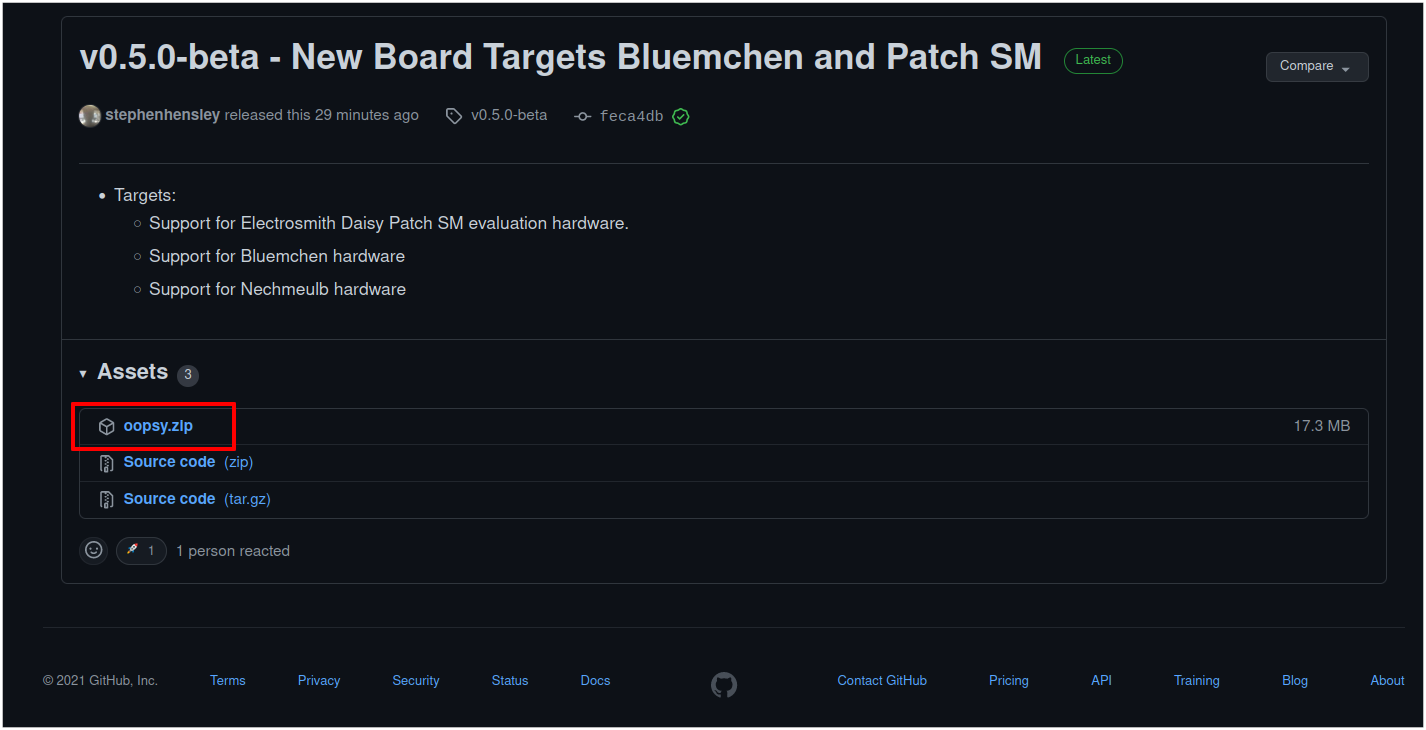 v0.5.0-beta - New Board Targets Bluemchen and Patch SM Latest Compare
stephenhensley released this 29 minutes ago v0.5.0-beta feca4db
Targets:
Support for Electrosmith Daisy Patch SM evaluation hardware.
Support for Bluemchen hardware
Support for Nechmeulb hardware
Assets 3
oopsy.zip 17.3 MB
Source code (zip)
Source code (tar.gz)
1 1 person reacted
© 2021 GitHub, Inc. Terms Privacy Security Status Docs Contact GitHub Pricing API Training Blog About